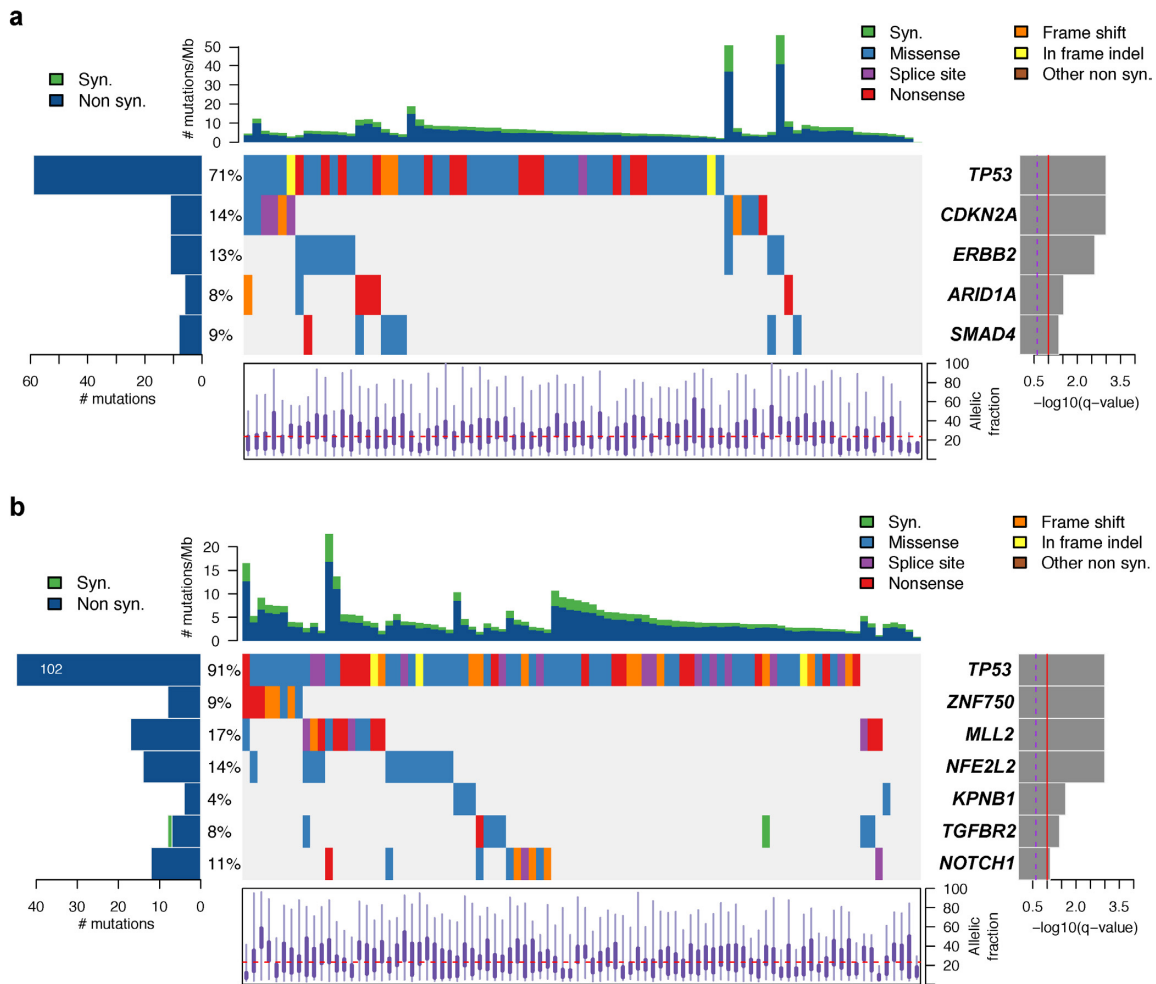 a
Syn.
Non syn.
# mutations/Mb
50
40
30
20
10
0
Syn.
Missense
Splice site
Nonsense
Frame shift
In frame indel
Other non syn.
71%
TP53
14%
CDKN2A
13%
ERBB2
8%
ARID1A
9%
SMAD4
60
40
20
0
# mutations
100
80
60
40
20
Allelic
fraction
0.5
2.0
3.5
−log10(q−value)
b
Syn.
Non syn.
# mutations/Mb
20
15
10
5
0
Syn.
Missense
Splice site
Nonsense
Frame shift
In frame indel
Other non syn.
102
91%
TP53
9%
ZNF750
17%
MLL2
14%
NFE2L2
4%
KPNB1
8%
TGFBR2
11%
NOTCH1
40
30
20
10
0
# mutations
100
80
60
40
20
Allelic
fraction
0.5
2.0
3.5
−log10(q−value)